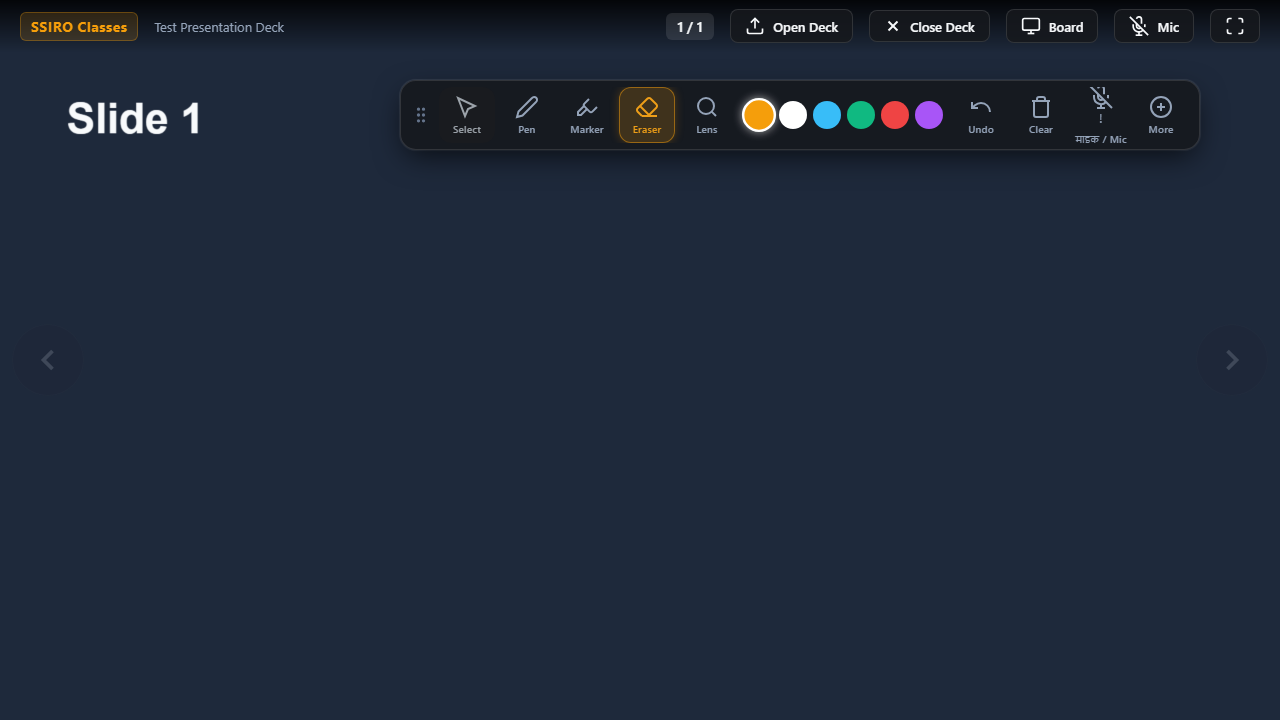 SSIRO Classes
Test Presentation Deck
1 / 1
Open Deck
Close Deck
Board
Mic
Slide 1
Select
Pen
Marker
Eraser
Lens
Undo
Clear
!
माइक / Mic
More